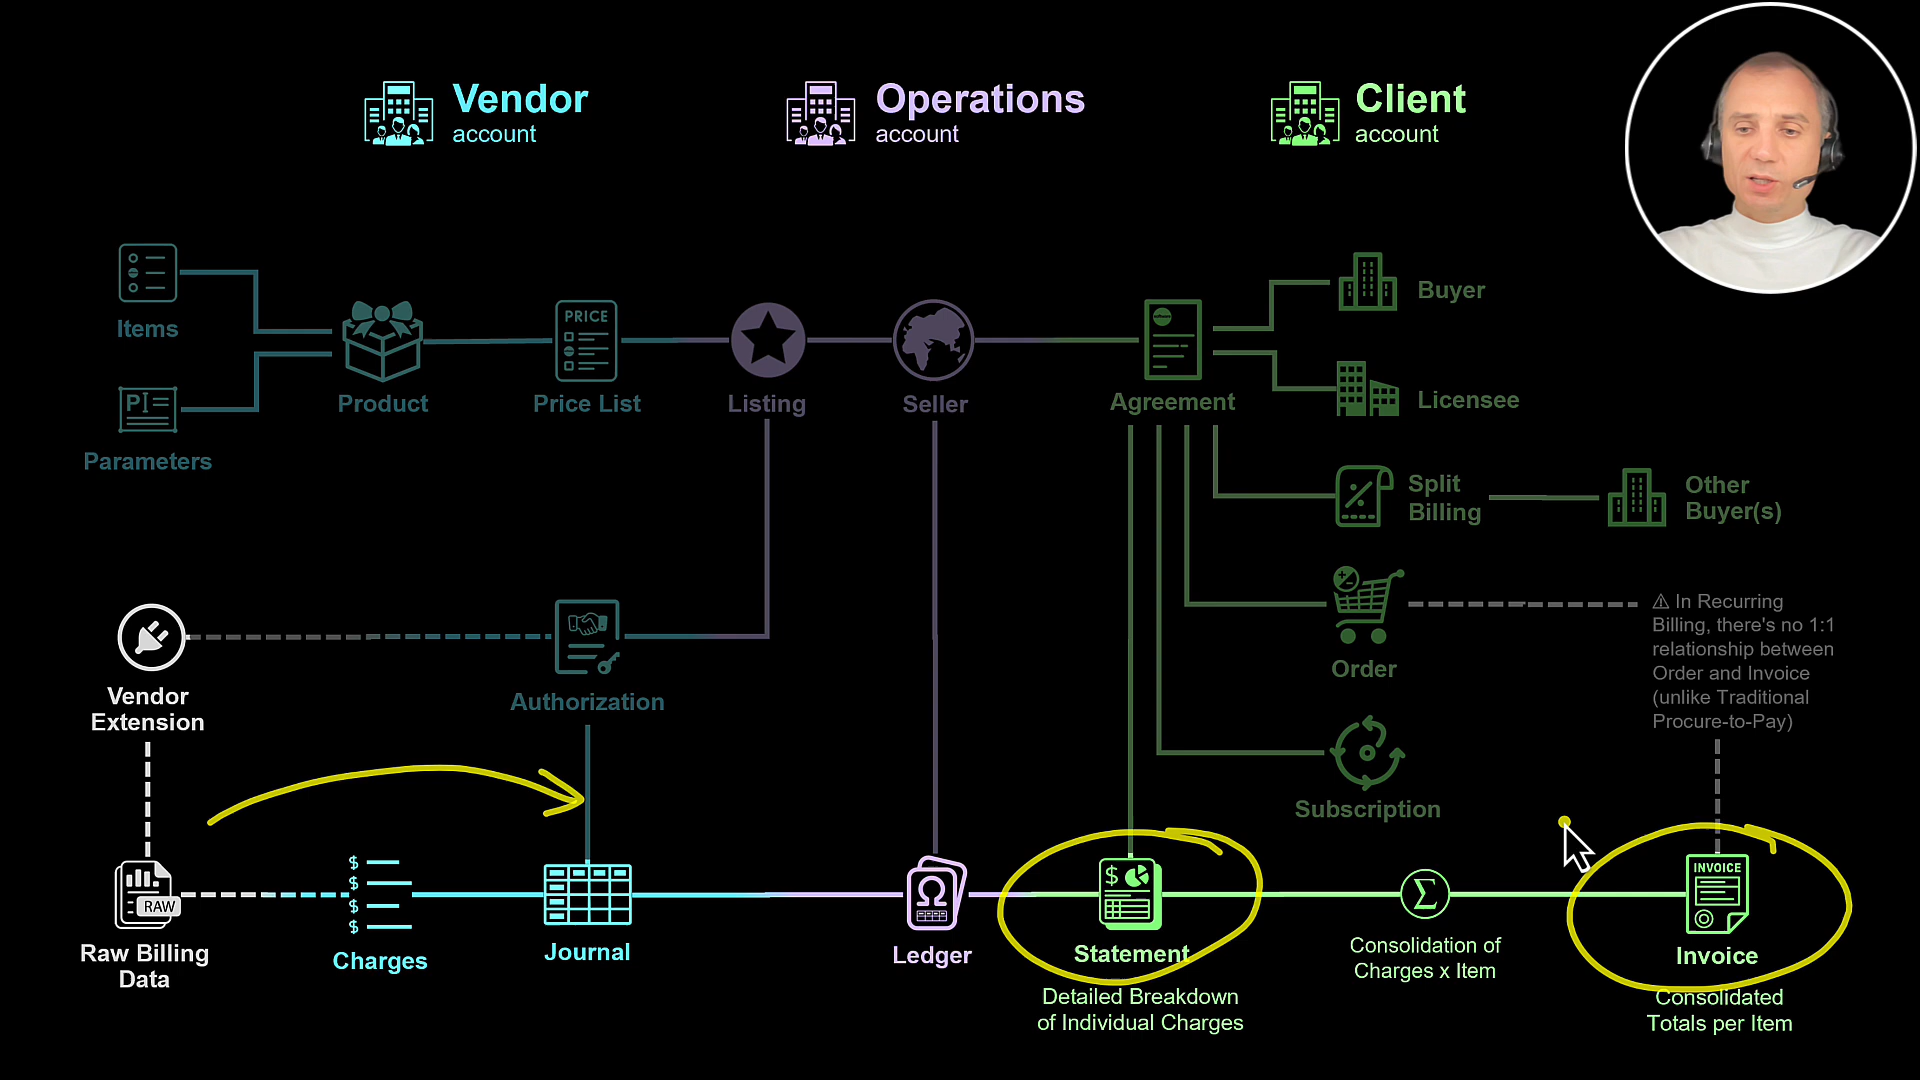 Vendor
account
Operations
account
Client
account
Items
Parameters
Product
PRICE
Price List
Listing
Seller
Agreement
Buyer
Licensee
Split
Billing
Other
Buyer(s)
Order
⚠ In Recurring
Billing, there's no 1:1
relationship between
Order and Invoice
(unlike Traditional
Procure-to-Pay)
Subscription
Vendor
Extension
Authorization
RAW
Raw Billing
Data
$
$
$
$
Charges
Journal
Ω
Ledger
$
Statement
Detailed Breakdown
of Individual Charges
Σ
Consolidation of
Charges x Item
INVOICE
Invoice
Consolidated
Totals per Item